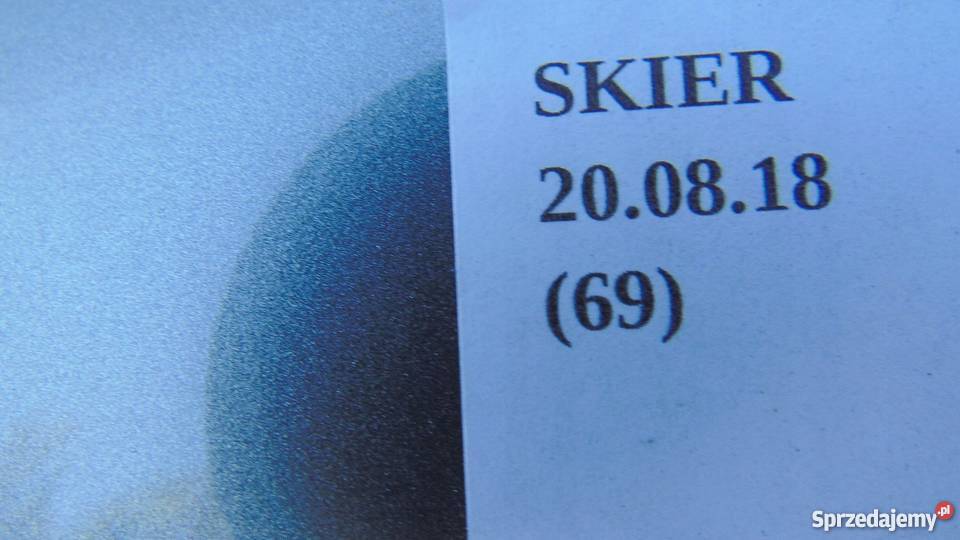 SKIER
20.08.18
(69)
Sprzedajemy.pl